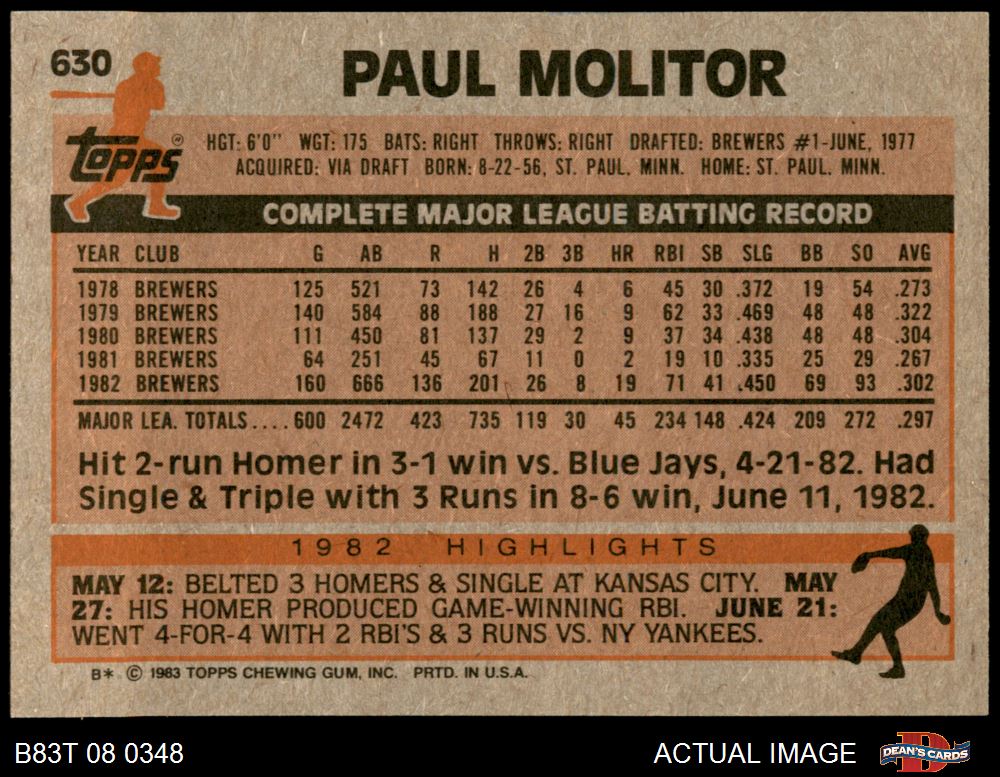 630
PAUL MOLITOR
topps ®
HGT: 6'0" WGT: 175 BATS: RIGHT THROWS: RIGHT DRAFTED: BREWERS #1-JUNE, 1977
ACQUIRED: VIA DRAFT BORN: 8-22-56, ST. PAUL, MINN. HOME: ST. PAUL, MINN.
COMPLETE MAJOR LEAGUE BATTING RECORD
YEAR CLUB G AB R H 2B 3B HR RBI SB SLG BB SO AVG
1978 BREWERS 125 521 73 142 26 4 6 45 30 .372 19 54 .273
1979 BREWERS 140 584 88 188 27 16 9 62 33 .469 48 48 .322
1980 BREWERS 111 450 81 137 29 2 9 37 34 .438 48 48 .304
1981 BREWERS 64 251 45 67 11 0 2 19 10 .335 25 29 .267
1982 BREWERS 160 666 136 201 26 8 19 71 41 .450 69 93 .302
MAJOR LEA. TOTALS....600 2472 423 735 119 30 45 234 148 .424 209 272 .297
Hit 2-run Homer in 3-1 win vs. Blue Jays, 4-21-82. Had
Single & Triple with 3 Runs in 8-6 win, June 11, 1982.
1982 HIGHLIGHTS
MAY 12: BELTED 3 HOMERS & SINGLE AT KANSAS CITY. MAY
27: HIS HOMER PRODUCED GAME-WINNING RBI. JUNE 21:
WENT 4-FOR-4 WITH 2 RBI'S & 3 RUNS VS. NY YANKEES.
B* © 1983 TOPPS CHEWING GUM, INC. PRTD. IN U.S.A.
B83T 08 0348
ACTUAL IMAGE
DEAN'S CARDS